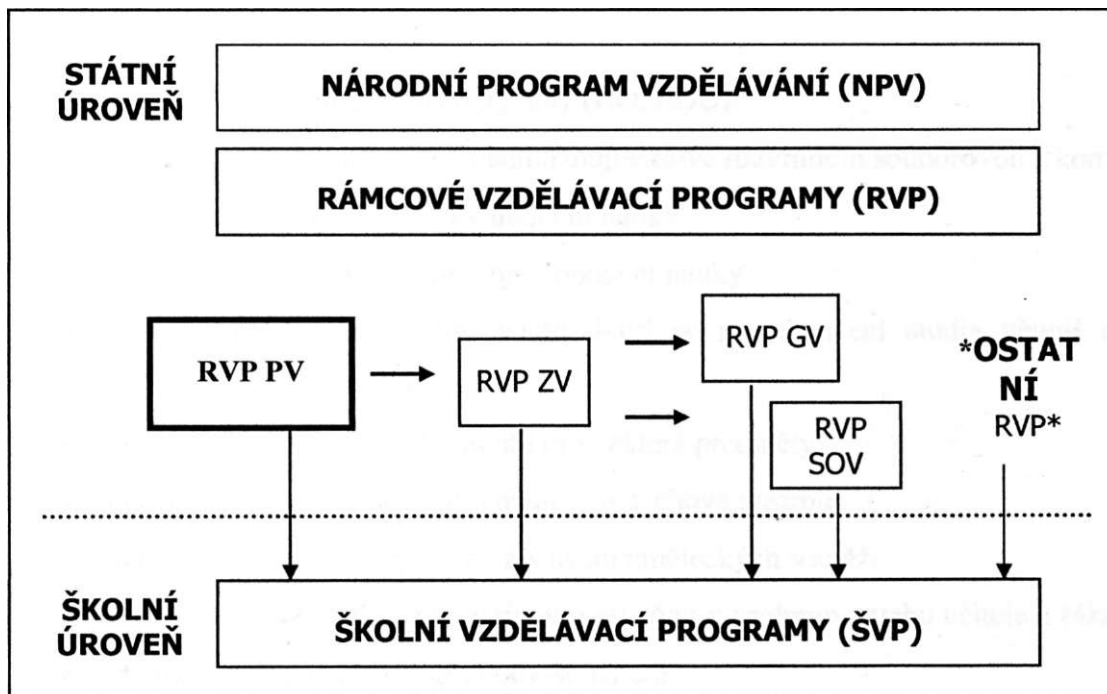 STÁTNÍ
ÚROVEŇ
NÁRODNÍ PROGRAM VZDĚLÁVÁNÍ (NPV)
RÁMCOVÉ VZDĚLÁVACÍ PROGRAMY (RVP)
RVP PV
RVP ZV
RVP GV
RVP
SOV
*OSTAT
NÍ
RVP*
ŠKOLNÍ
ÚROVEŇ
ŠKOLNÍ VZDĚLÁVACÍ PROGRAMY (ŠVP)